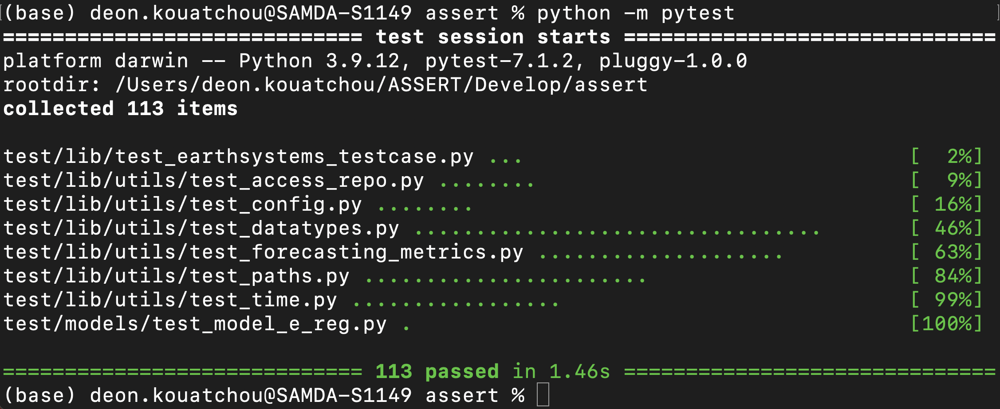 (base) deon.kouatchou@SAMDA-S1149 assert % python -m pytest
============================= test session starts ==============================
platform darwin -- Python 3.9.12, pytest-7.1.2, pluggy-1.0.0
rootdir: /Users/deon.kouatchou/ASSERT/Develop/assert
collected 113 items
test/lib/test_earthsystems_testcase.py ... [  2%]
test/lib/utils/test_access_repo.py ........ [  9%]
test/lib/utils/test_config.py ........ [ 16%]
test/lib/utils/test_datatypes.py ................................. [ 46%]
test/lib/utils/test_forecasting_metrics.py .................... [ 63%]
test/lib/utils/test_paths.py ....................... [ 84%]
test/lib/utils/test_time.py ................. [ 99%]
test/models/test_model_e_reg.py . [100%]
============================= 113 passed in 1.46s ==============================
(base) deon.kouatchou@SAMDA-S1149 assert %